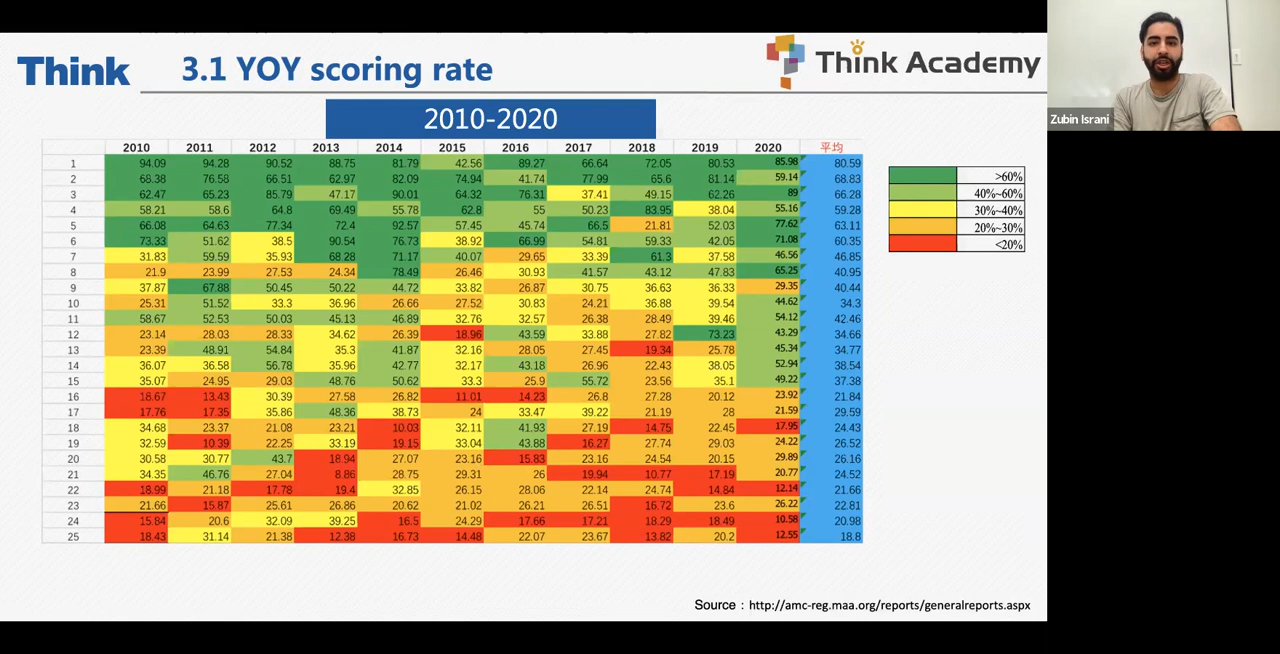 Think 3.1 YOY scoring rate Think Academy
Zubin Israni
2010-2020
2010 2011 2012 2013 2014 2015 2016 2017 2018 2019 2020 平均
1 94.09 94.28 90.52 88.75 81.79 42.56 89.27 66.64 72.05 80.53 85.98 80.59
2 68.38 76.58 66.51 62.97 82.09 74.94 41.74 77.99 65.6 81.14 59.14 68.83
3 62.47 65.23 85.79 47.17 90.01 64.32 76.31 37.41 49.15 62.26 89 66.28
4 58.21 58.6 64.8 69.49 55.78 62.8 55 50.23 83.95 38.04 55.16 59.28
5 66.08 64.63 77.34 72.4 92.57 57.45 45.74 66.5 21.81 52.03 77.62 63.11
6 73.33 51.62 38.5 90.54 76.73 38.92 66.99 54.81 59.33 42.05 71.08 60.35
7 31.83 59.59 35.93 68.28 71.17 40.07 29.65 33.39 61.3 37.58 46.56 46.85
8 21.9 23.99 27.53 24.34 78.49 26.46 30.93 41.57 43.12 47.83 65.25 40.95
9 37.87 67.88 50.45 50.22 44.72 33.82 26.87 30.75 36.63 36.33 29.35 40.44
10 25.31 51.52 33.3 36.96 26.66 27.52 30.83 24.21 36.88 39.54 44.62 34.3
11 58.67 52.53 50.03 45.13 46.89 32.76 32.57 26.38 28.49 39.46 54.12 42.46
12 23.14 28.03 28.33 34.62 26.39 18.96 43.59 33.88 27.82 73.23 43.29 34.66
13 23.39 48.91 54.84 35.3 41.87 32.16 28.05 27.45 19.34 25.78 45.34 34.77
14 36.07 36.58 56.78 35.96 42.77 32.17 43.18 26.96 22.43 38.05 52.94 38.54
15 35.07 24.95 29.03 48.76 50.62 33.3 25.9 55.72 23.56 35.1 49.22 37.38
16 18.67 13.43 30.39 27.58 26.82 11.01 14.23 26.8 27.28 20.12 23.92 21.84
17 17.76 17.35 35.86 48.36 38.73 24 33.47 39.22 21.19 28 21.59 29.59
18 34.68 23.37 21.08 23.21 10.03 32.11 41.93 27.18 14.75 22.45 17.95 24.43
19 32.59 10.39 22.25 33.19 19.15 33.04 43.88 16.27 27.74 29.03 24.22 26.52
20 30.58 30.77 43.7 18.94 27.07 23.16 15.83 23.16 24.54 20.15 29.89 26.16
21 34.35 46.76 27.04 8.86 28.75 29.31 26 19.94 10.77 17.19 20.77 24.52
22 18.99 21.18 17.78 19.4 32.85 26.15 28.06 22.14 24.74 14.84 12.14 21.66
23 21.66 15.87 25.61 26.86 20.62 21.02 26.21 26.51 16.72 23.6 26.22 22.81
24 15.84 20.6 32.09 39.25 16.5 24.29 17.66 17.21 18.29 18.49 10.58 20.98
25 18.43 31.14 21.38 12.38 16.73 14.48 22.07 23.67 13.82 20.2 12.55 18.8
>60%
40%~60%
30%~40%
20%~30%
<20%
Source：http://amc-reg.maa.org/reports/generalreports.aspx